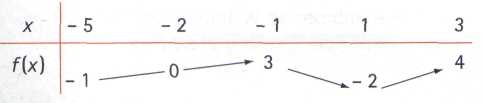 x – 5 – 2 – 1 1 3
f(x) – 1 0 3 – 2 4